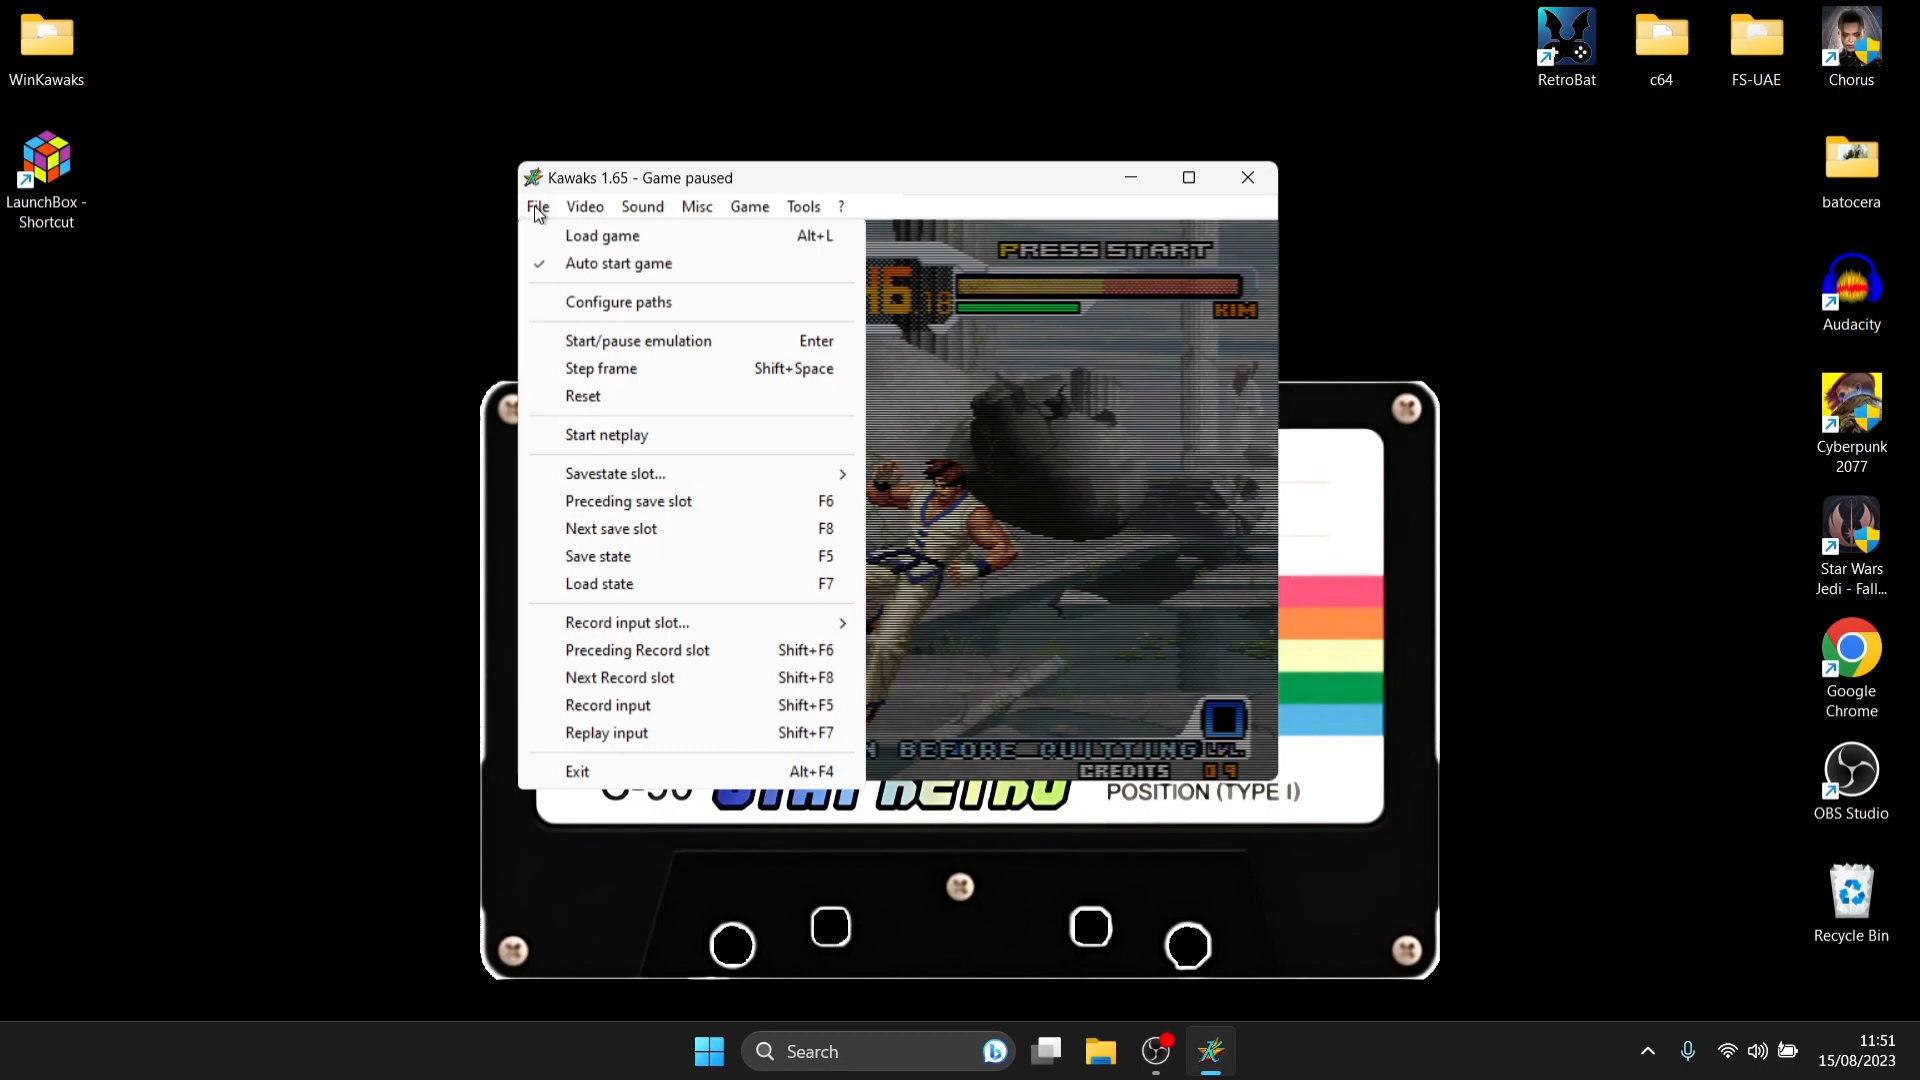 WinKawaks
LaunchBox -
Shortcut
RetroBat
c64
FS-UAE
Chorus
batocera
Audacity
Cyberpunk
2077
Star Wars
Jedi - Fall...
Google
Chrome
OBS Studio
Recycle Bin
Kawaks 1.65 - Game paused
File Video Sound Misc Game Tools ?
Load game Alt+L
Auto start game
Configure paths
Start/pause emulation Enter
Step frame Shift+Space
Reset
Start netplay
Savestate slot...
Preceding save slot F6
Next save slot F8
Save state F5
Load state F7
Record input slot...
Preceding Record slot Shift+F6
Next Record slot Shift+F8
Record input Shift+F5
Replay input Shift+F7
Exit Alt+F4
PRESS START
18
KIM
N BEFORE QUITTING LVL.
CREDITS 09
RETRO POSITION (TYPE I)
Search
11:51
15/08/2023